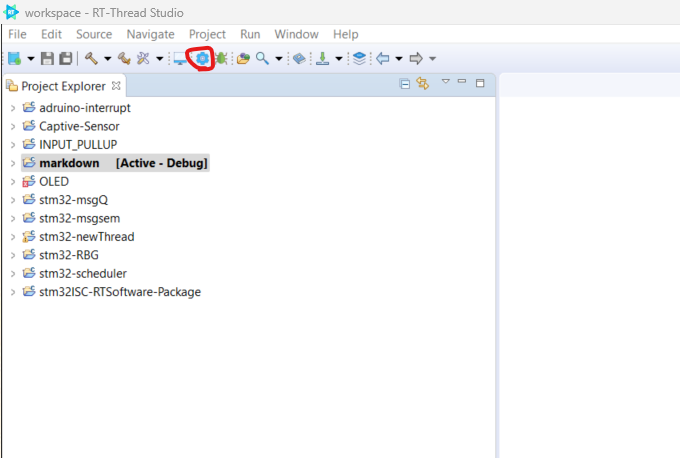 workspace - RT-Thread Studio
File Edit Source Navigate Project Run Window Help
Project Explorer
adruino-interrupt
Captive-Sensor
INPUT_PULLUP
markdown [Active - Debug]
OLED
stm32-msgQ
stm32-msgsem
stm32-newThread
stm32-RBG
stm32-scheduler
stm32ISC-RTSoftware-Package